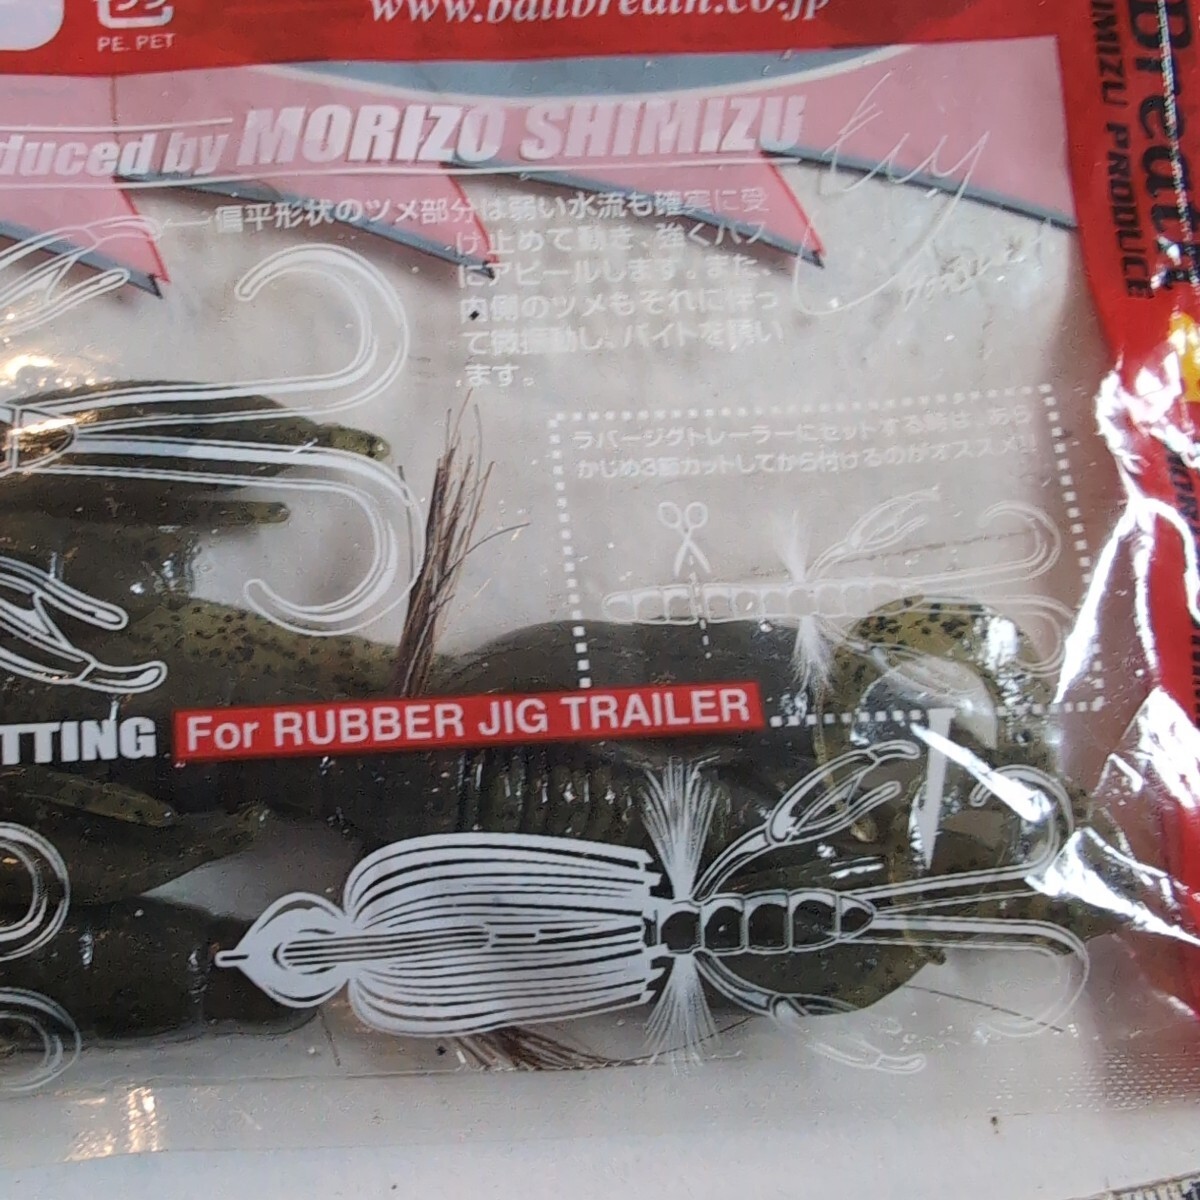 www.bailbreath.co.jp
プラ
PE. PET
duced by MORIZO SHIMIZU
偏平形状のツメ部分は弱い水流も確実に受
け止めて動き、強くバス
にアピールします。また、
内側のツメもそれに伴っ
て微振動し、バイトを誘い
ます。
ラバージグトレーラーにセットする時は、あら
かじめ3節カットしてから付けるのがオススメ!!
TTING
For RUBBER JIG TRAILER
Breath
IMIZU PRODUCE